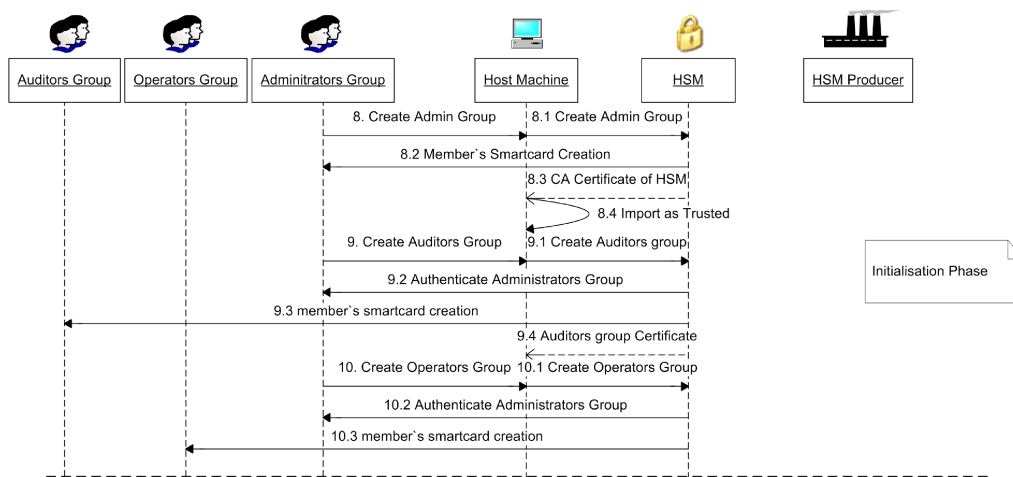 Auditors Group
Operators Group
Adminitrators Group
Host Machine
HSM
HSM Producer
8. Create Admin Group
8.1 Create Admin Group
8.2 Member`s Smartcard Creation
8.3 CA Certificate of HSM
8.4 Import as Trusted
9. Create Auditors Group
9.1 Create Auditors group
Initialisation Phase
9.2 Authenticate Administrators Group
9.3 member`s smartcard creation
9.4 Auditors group Certificate
10. Create Operators Group
10.1 Create Operators Group
10.2 Authenticate Administrators Group
10.3 member`s smartcard creation